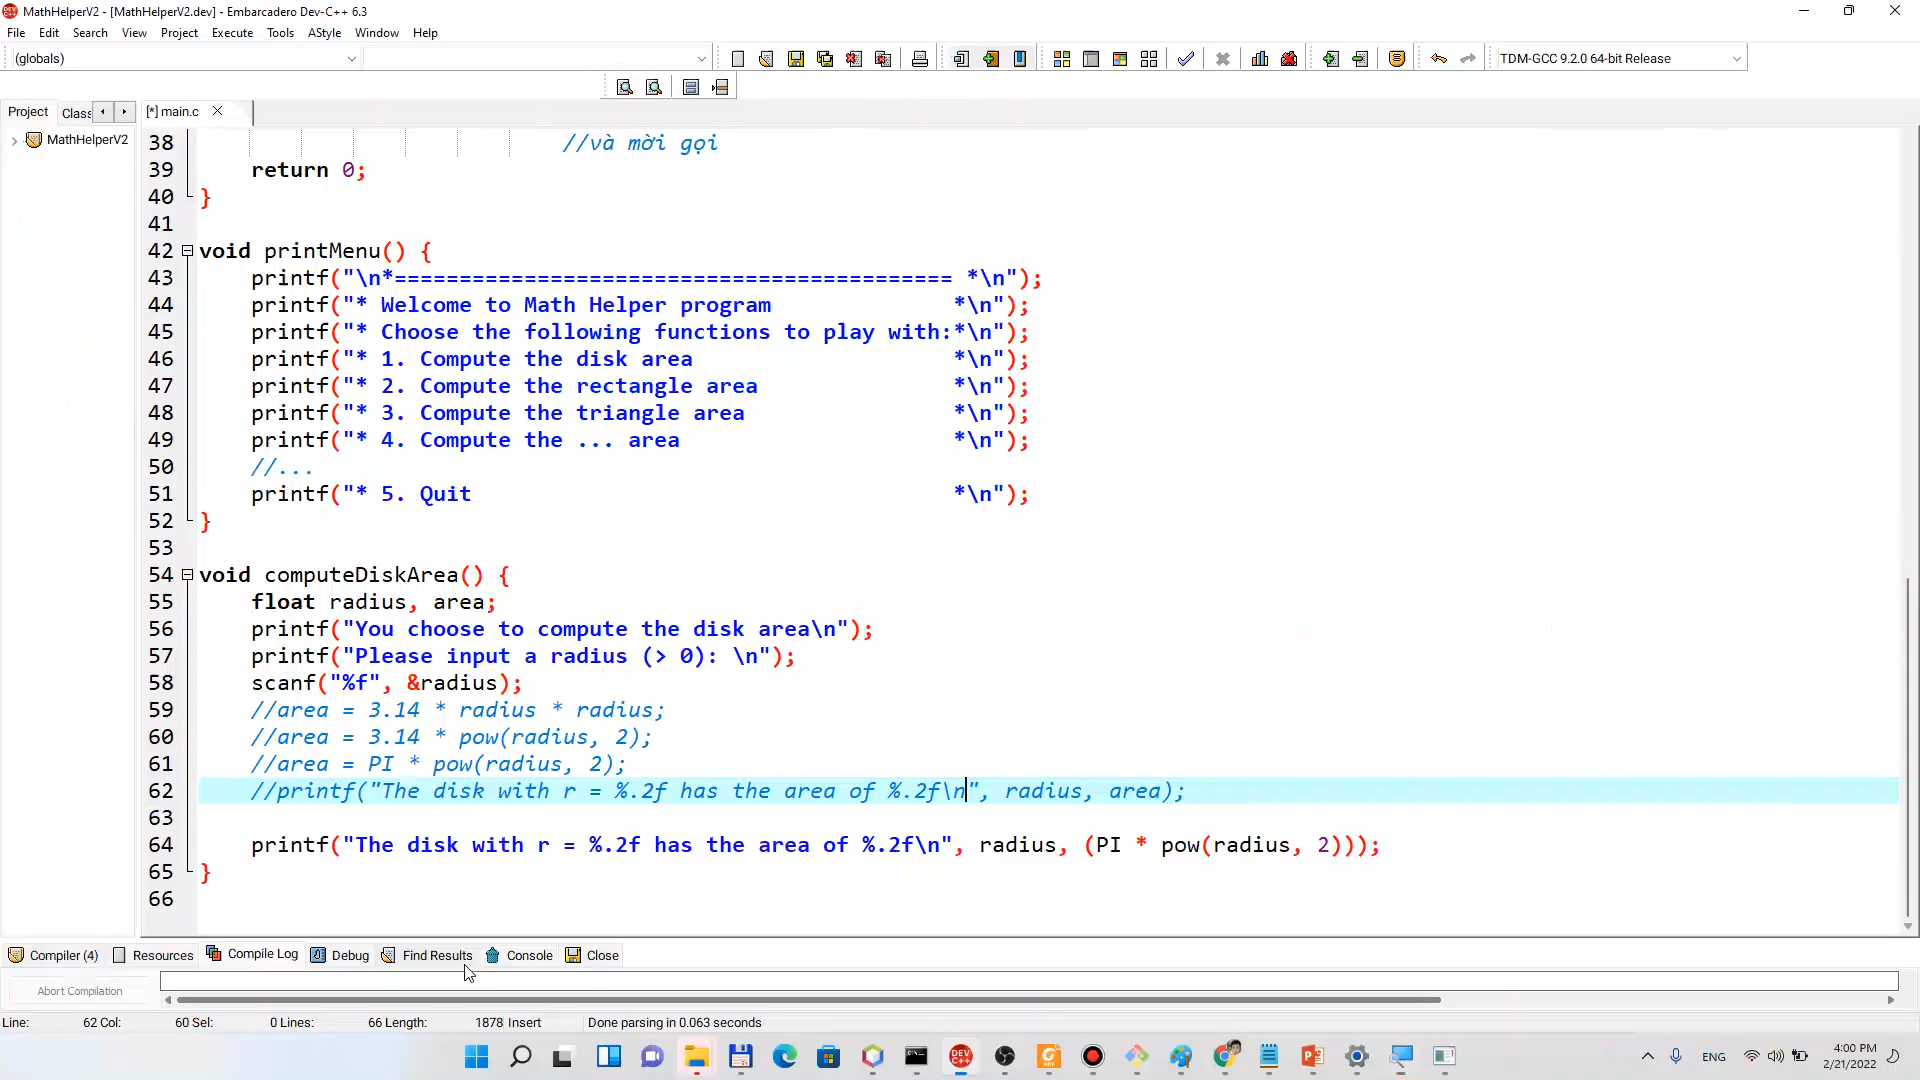 MathHelperV2 - [MathHelperV2.dev] - Embarcadero Dev-C++ 6.3
File Edit Search View Project Execute Tools AStyle Window Help
(globals)
TDM-GCC 9.2.0 64-bit Release
Project Class [*] main.c
MathHelperV2
38 //và mời gọi
39 return 0;
40 }
41
42 void printMenu() {
43 printf("\n*=========================================== *\n");
44 printf("* Welcome to Math Helper program *\n");
45 printf("* Choose the following functions to play with:*\n");
46 printf("* 1. Compute the disk area *\n");
47 printf("* 2. Compute the rectangle area *\n");
48 printf("* 3. Compute the triangle area *\n");
49 printf("* 4. Compute the ... area *\n");
50 //...
51 printf("* 5. Quit *\n");
52 }
53
54 void computeDiskArea() {
55 float radius, area;
56 printf("You choose to compute the disk area\n");
57 printf("Please input a radius (> 0): \n");
58 scanf("%f", &radius);
59 //area = 3.14 * radius * radius;
60 //area = 3.14 * pow(radius, 2);
61 //area = PI * pow(radius, 2);
62 //printf("The disk with r = %.2f has the area of %.2f\n", radius, area);
63
64 printf("The disk with r = %.2f has the area of %.2f\n", radius, (PI * pow(radius, 2)));
65 }
66
Compiler (4) Resources Compile Log Debug Find Results Console Close
Abort Compilation
Line: 62 Col: 60 Sel: 0 Lines: 66 Length: 1878 Insert Done parsing in 0.063 seconds
DEV C++
ENG
4:00 PM
2/21/2022